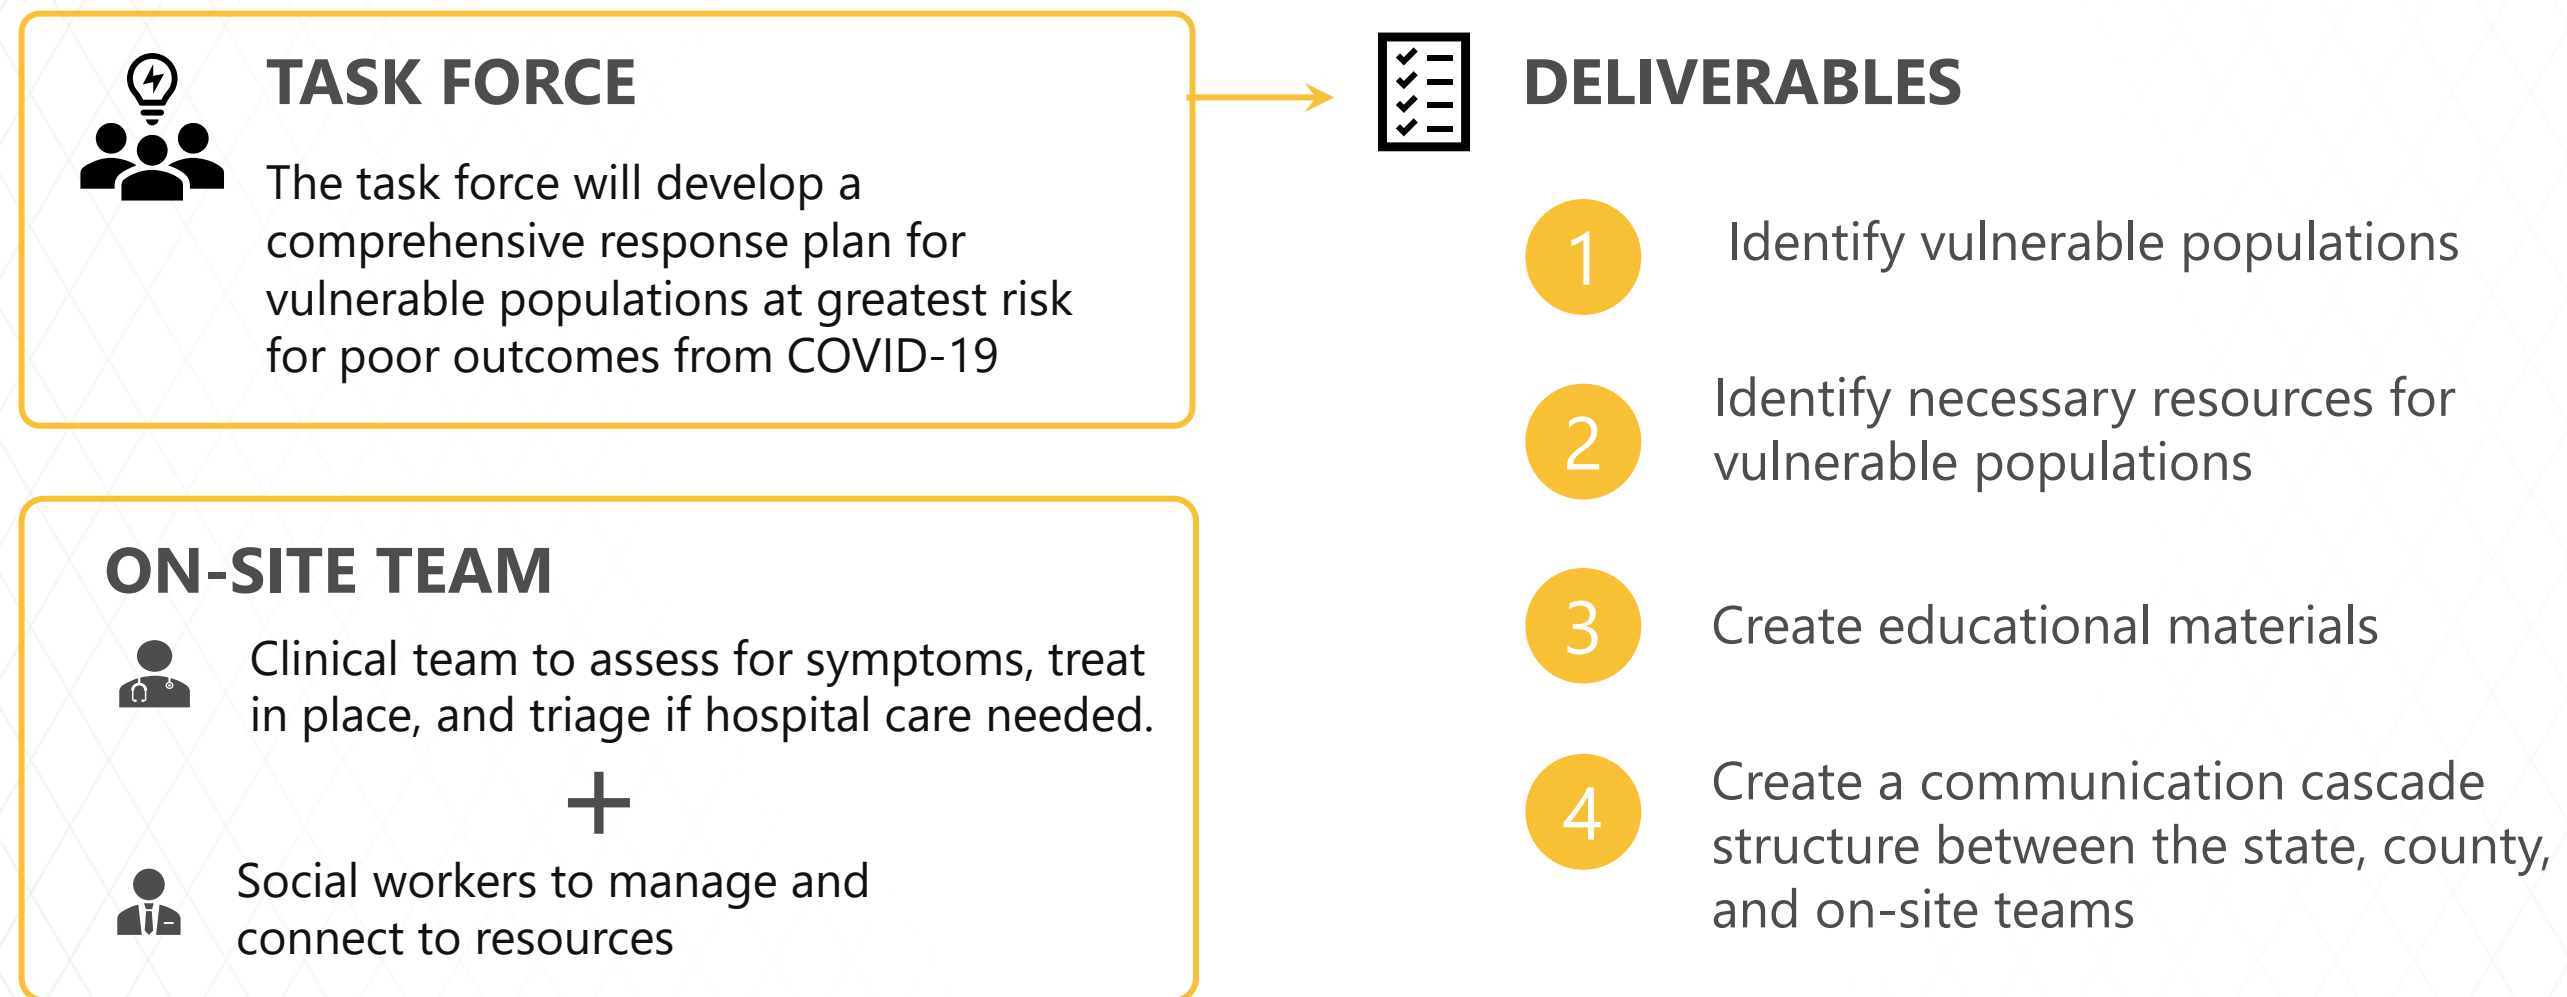 TASK FORCE
The task force will develop a
comprehensive response plan for
vulnerable populations at greatest risk
for poor outcomes from COVID-19
ON-SITE TEAM
Clinical team to assess for symptoms, treat
in place, and triage if hospital care needed.
+
Social workers to manage and
connect to resources
DELIVERABLES
1 Identify vulnerable populations
2 Identify necessary resources for
vulnerable populations
3 Create educational materials
4 Create a communication cascade
structure between the state, county,
and on-site teams